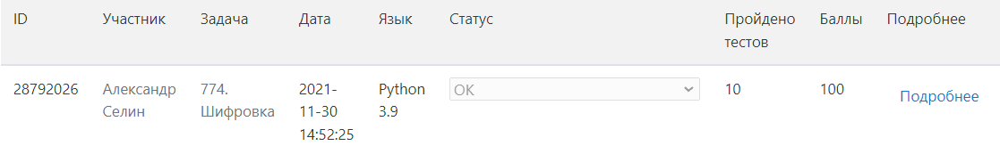 ID Участник Задача Дата Язык Статус Пройдено тестов Баллы Подробнее
28792026 Александр Селин 774. Шифровка 2021-11-30 14:52:25 Python 3.9 OK 10 100 Подробнее